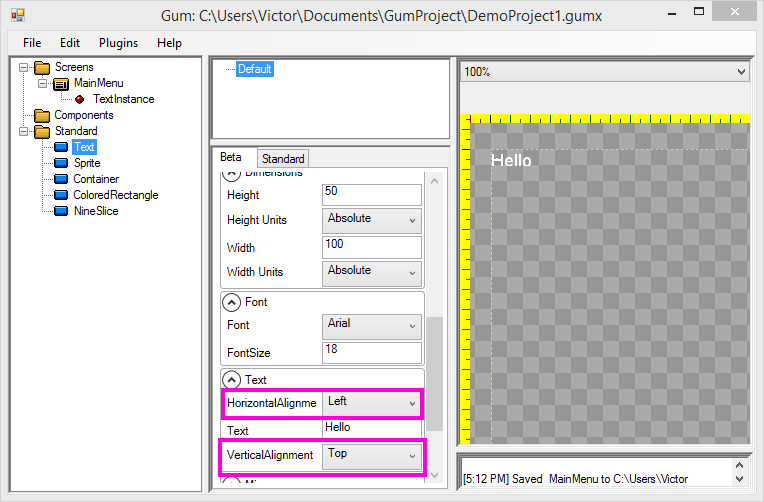 Gum: C:\Users\Victor\Documents\GumProject\DemoProject1.gumx
File Edit Plugins Help
Screens
MainMenu
TextInstance
Components
Standard
Text
Sprite
Container
ColoredRectangle
NineSlice
Default
Beta Standard
Dimensions
Height 50
Height Units Absolute
Width 100
Width Units Absolute
Font
Font Arial
FontSize 18
Text
HorizontalAlignme Left
Text Hello
VerticalAlignment Top
100%
Hello
[5:12 PM] Saved MainMenu to C:\Users\Victor